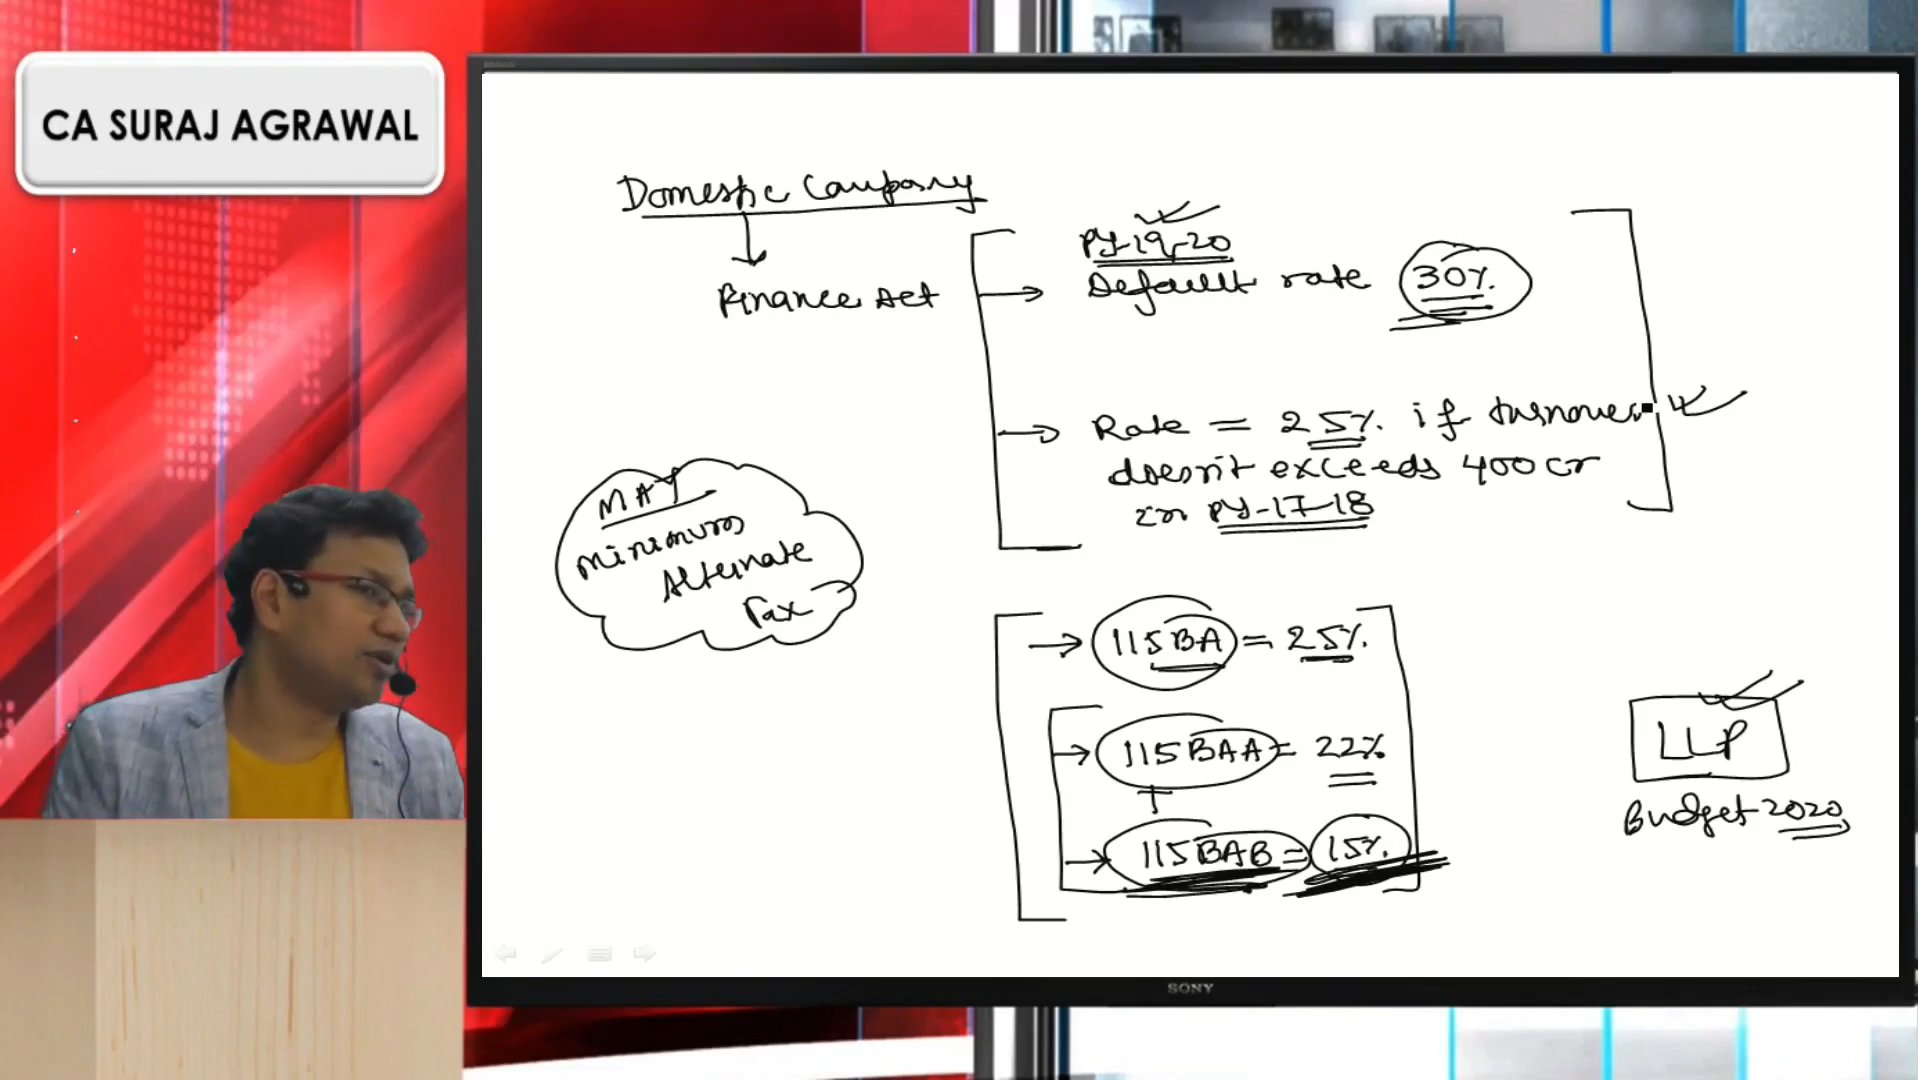 CA SURAJ AGRAWAL
Domestic Company
Finance Act
PY-19-20
Default rate 30%.
Rate = 25%. if turnover
doesn't exceeds 400 cr
in PY-17-18
MAT
minimum
Alternate
Tax
115BA = 25%.
115BAA = 22%
+
115BAB = 15%.
LLP
Budget 2020
SONY